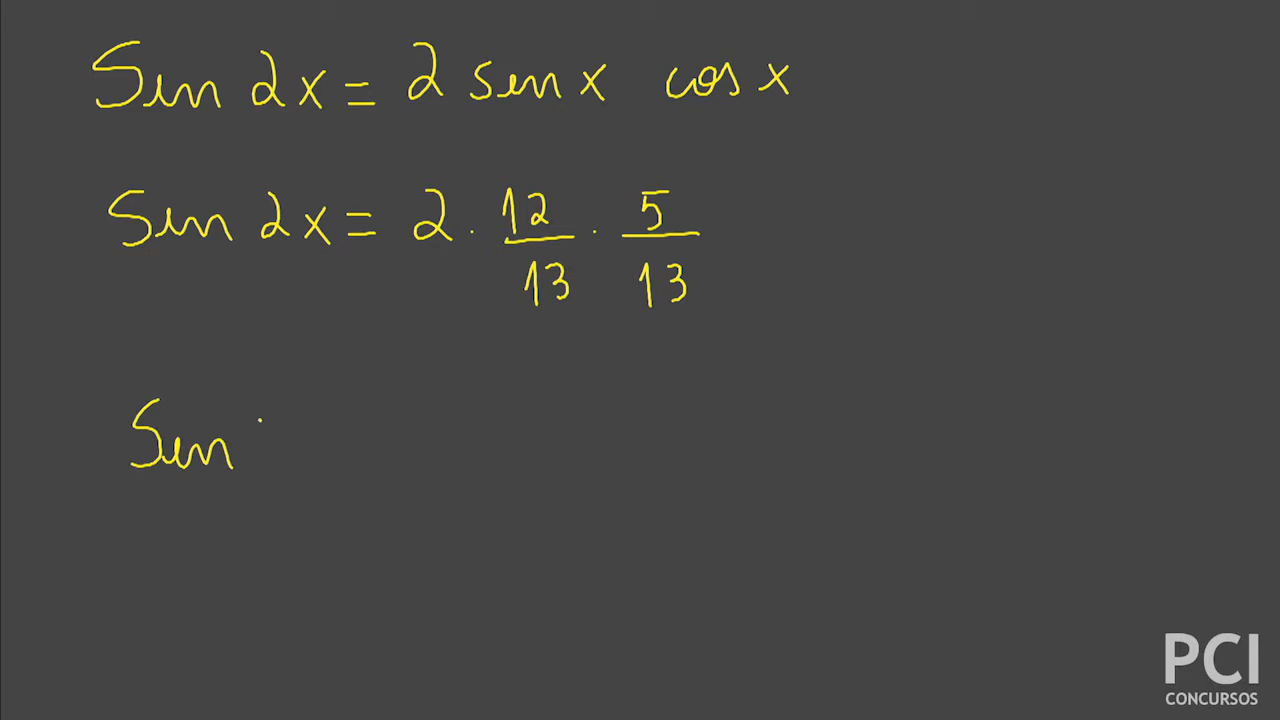 Sen 2x = 2 sen x cos x
Sen 2x = 2 . 12/13 . 5/13
Sen
PCI
CONCURSOS